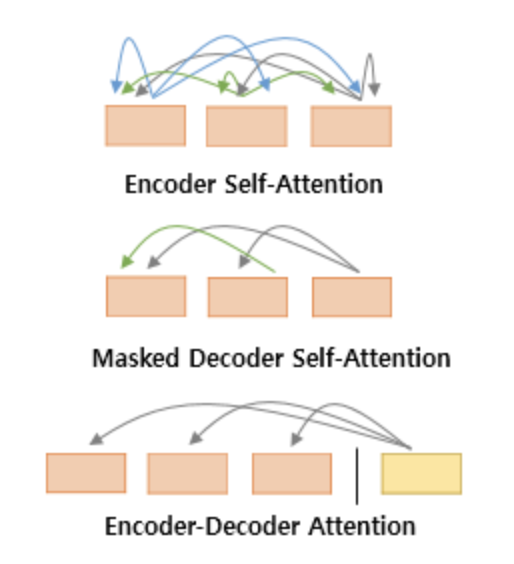 Encoder Self-Attention
Masked Decoder Self-Attention
Encoder-Decoder Attention